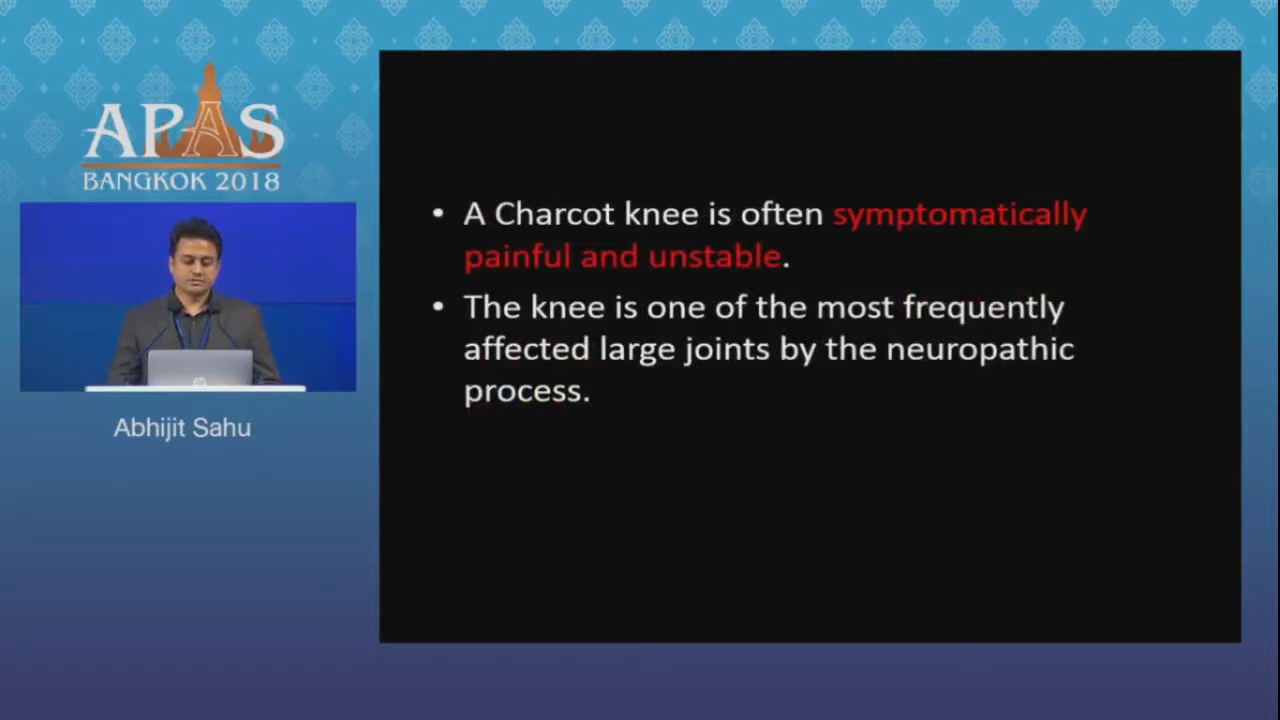 APAS
BANGKOK 2018
Abhijit Sahu
• A Charcot knee is often symptomatically
painful and unstable.
• The knee is one of the most frequently
affected large joints by the neuropathic
process.